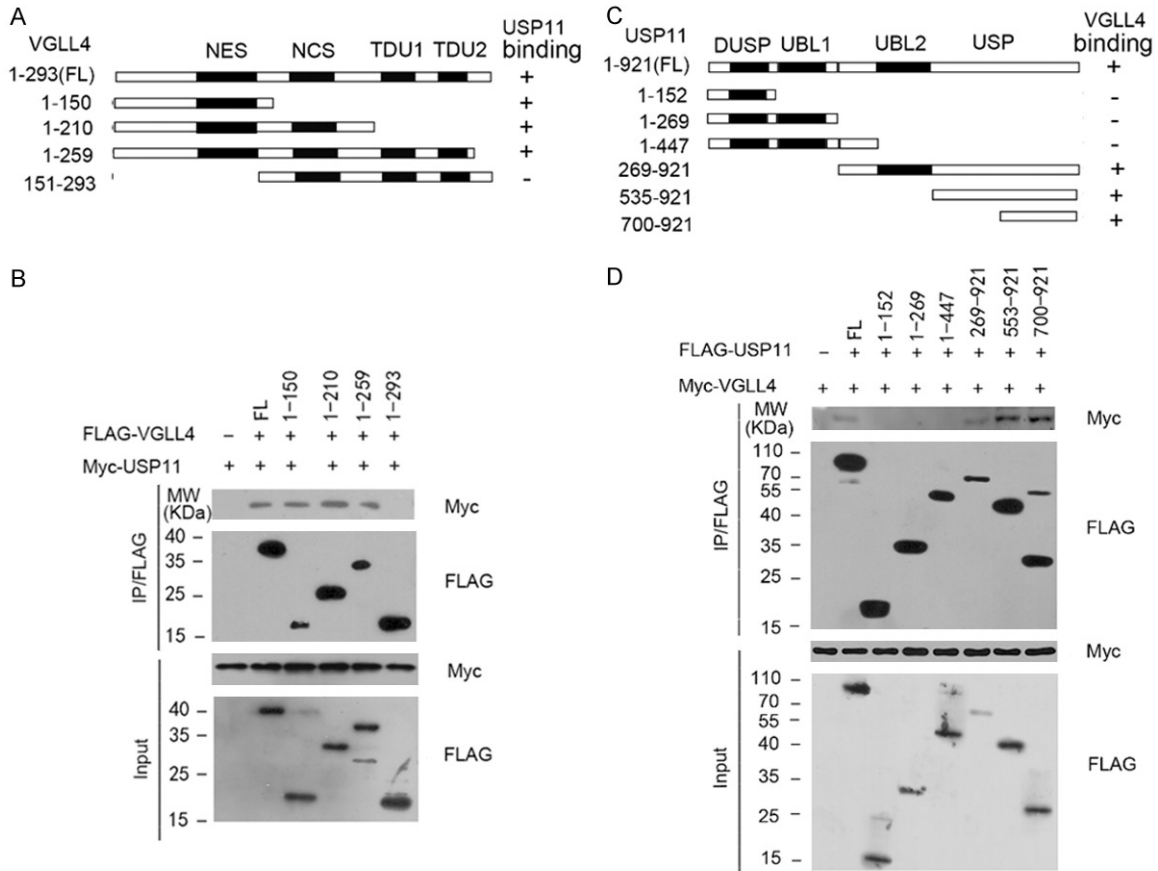 A
VGLL4 NES NCS TDU1 TDU2 USP11 binding
1-293(FL) +
1-150 +
1-210 +
1-259 +
151-293 -
B
FL 1-150 1-210 1-259 1-293
FLAG-VGLL4 - + + + + +
Myc-USP11 + + + + + +
MW (KDa)
IP/FLAG
Myc
40
35
25
15
FLAG
Input
Myc
40
35
25
15
FLAG
C
USP11 DUSP UBL1 UBL2 USP VGLL4 binding
1-921(FL) +
1-152 -
1-269 -
1-447 -
269-921 +
535-921 +
700-921 +
D
FL 1-152 1-269 1-447 269-921 553-921 700-921
FLAG-USP11 - + + + + + + +
Myc-VGLL4 + + + + + + + +
MW (KDa)
IP/FLAG
Myc
110
70
55
40
35
25
15
FLAG
Input
Myc
110
70
55
40
35
25
15
FLAG